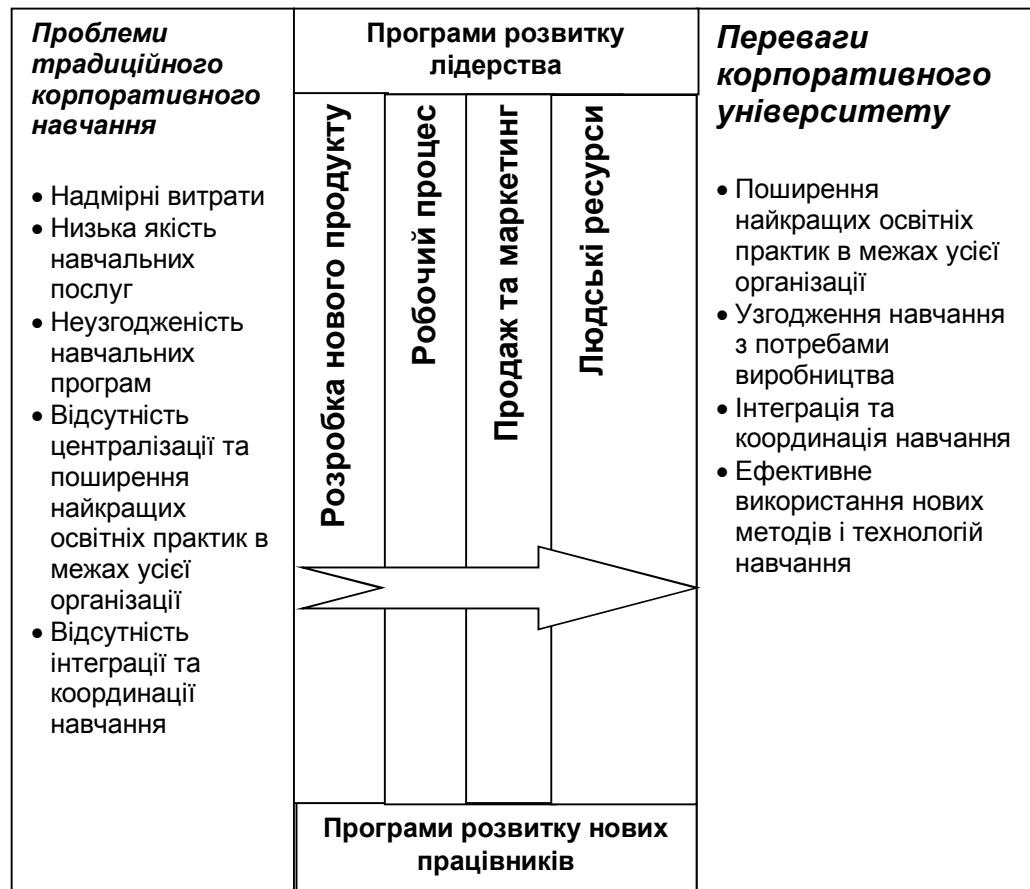 Проблеми
традиційного
корпоративного
навчання
• Надмірні витрати
• Низька якість
навчальних
послуг
• Неузгодженість
навчальних
програм
• Відсутність
централізації та
поширення
найкращих
освітніх практик в
межах усієї
організації
• Відсутність
інтеграції та
координації
навчання
Програми розвитку
лідерства
Розробка нового продукту
Робочий процес
Продаж та маркетинг
Людські ресурси
Програми розвитку нових
працівників
Переваги
корпоративного
університету
• Поширення
найкращих освітніх
практик в межах усієї
організації
• Узгодження навчання
з потребами
виробництва
• Інтеграція та
координація навчання
• Ефективне
використання нових
методів і технологій
навчання